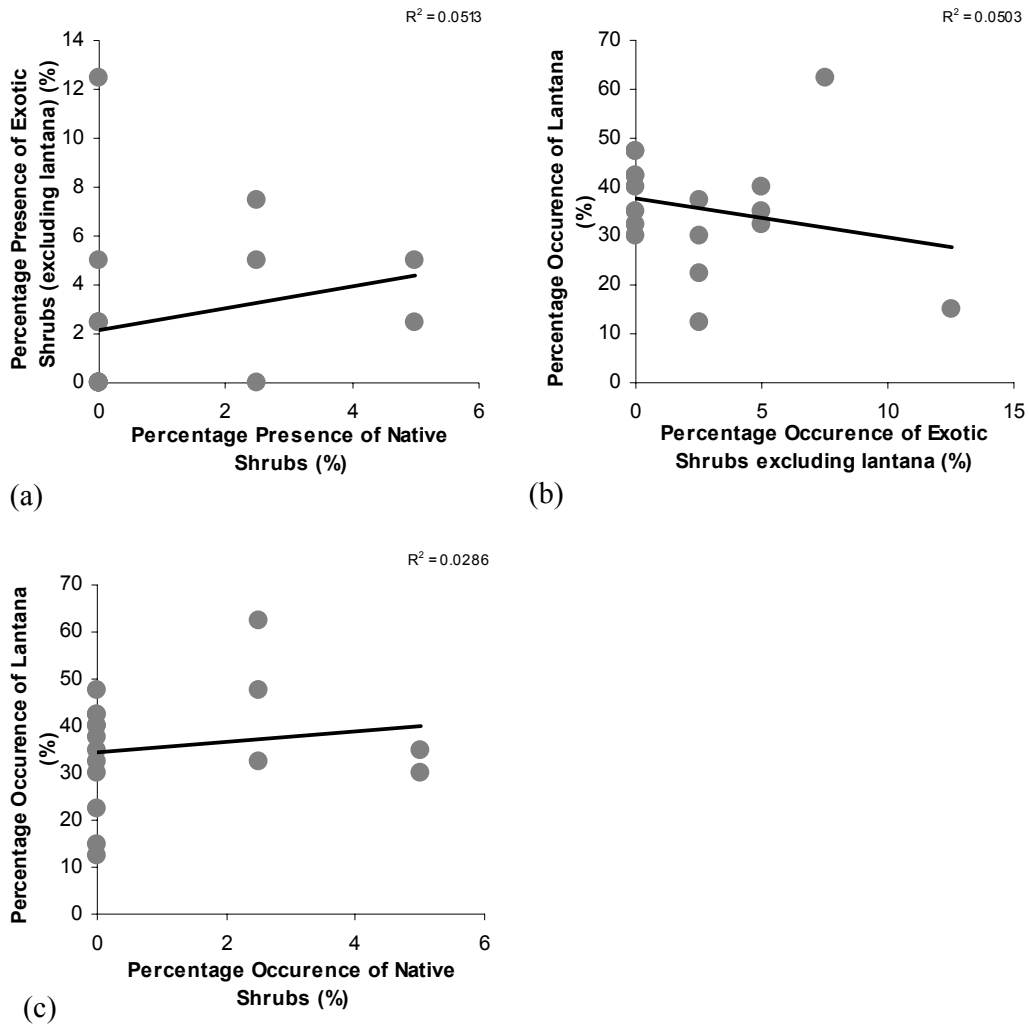 R² = 0.0513
14
12
10
8
6
4
2
0
0 2 4 6
Percentage Presence of Exotic
Shrubs (excluding lantana) (%)
Percentage Presence of Native
Shrubs (%)
(a)
R² = 0.0503
70
60
50
40
30
20
10
0
0 5 10 15
Percentage Occurence of Lantana
(%)
Percentage Occurence of Exotic
Shrubs excluding lantana (%)
(b)
R² = 0.0286
70
60
50
40
30
20
10
0
0 2 4 6
Percentage Occurence of Lantana
(%)
Percentage Occurence of Native
Shrubs (%)
(c)